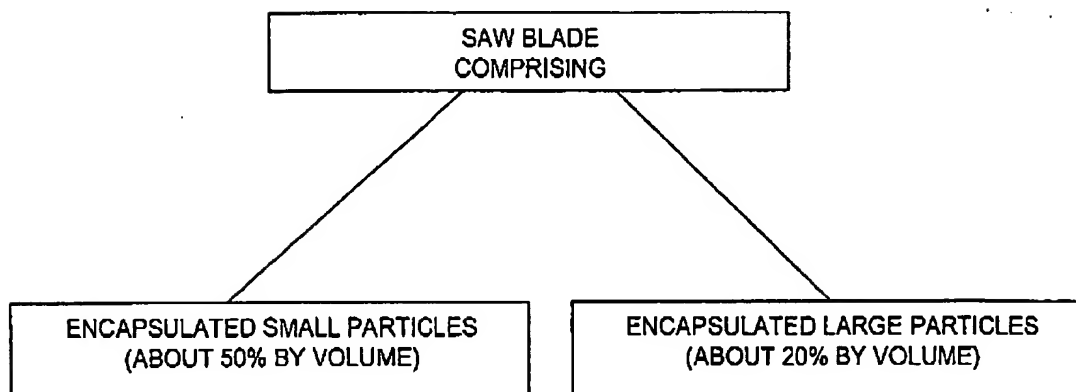 SAW BLADE
COMPRISING
ENCAPSULATED SMALL PARTICLES
(ABOUT 50% BY VOLUME)
ENCAPSULATED LARGE PARTICLES
(ABOUT 20% BY VOLUME)